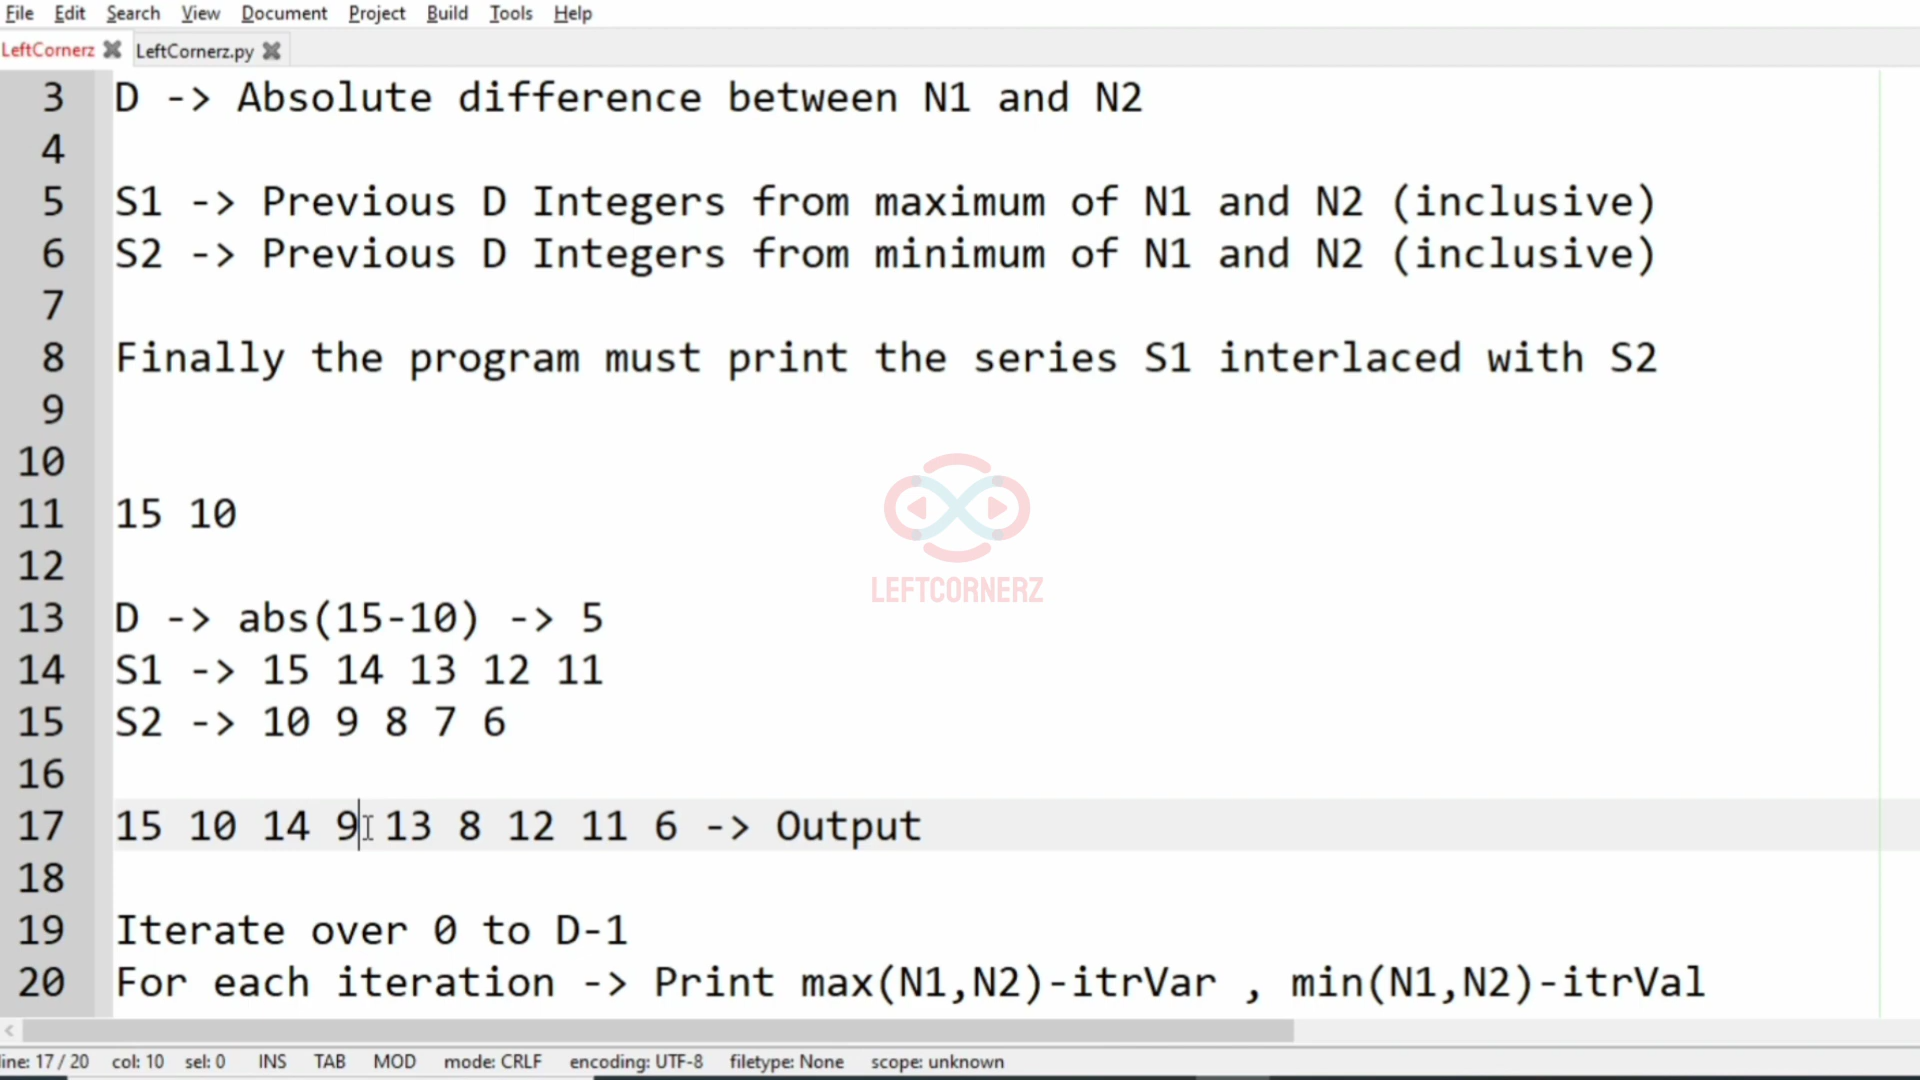 File Edit Search View Document Project Build Tools Help
LeftCornerz LeftCornerz.py
3 D -> Absolute difference between N1 and N2
4
5 S1 -> Previous D Integers from maximum of N1 and N2 (inclusive)
6 S2 -> Previous D Integers from minimum of N1 and N2 (inclusive)
7
8 Finally the program must print the series S1 interlaced with S2
9
10
11 15 10
12
13 D -> abs(15-10) -> 5
14 S1 -> 15 14 13 12 11
15 S2 -> 10 9 8 7 6
16
17 15 10 14 9 13 8 12 11 6 -> Output
18
19 Iterate over 0 to D-1
20 For each iteration -> Print max(N1,N2)-itrVar , min(N1,N2)-itrVal
LEFTCORNERZ
line: 17 / 20 col: 10 sel: 0 INS TAB MOD mode: CRLF encoding: UTF-8 filetype: None scope: unknown